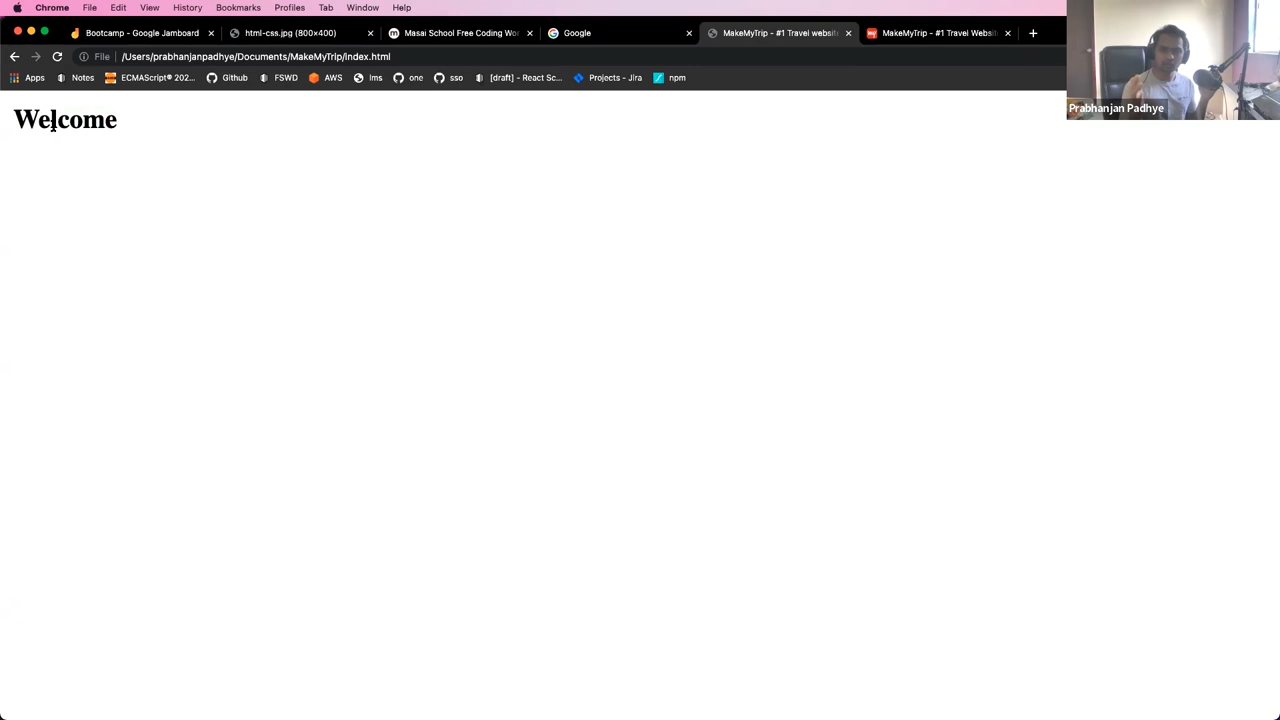 Chrome File Edit View History Bookmarks Profiles Tab Window Help
Bootcamp - Google Jamboard html-css.jpg (800×400) Masai School Free Coding Wo Google MakeMyTrip - #1 Travel websit MakeMyTrip - #1 Travel Websi
File /Users/prabhanjanpadhye/Documents/MakeMyTrip/index.html
Apps Notes ECMAScript® 202... Github FSWD AWS lms one sso [draft] - React Sc... Projects - Jira npm
Prabhanjan Padhye
Welcome